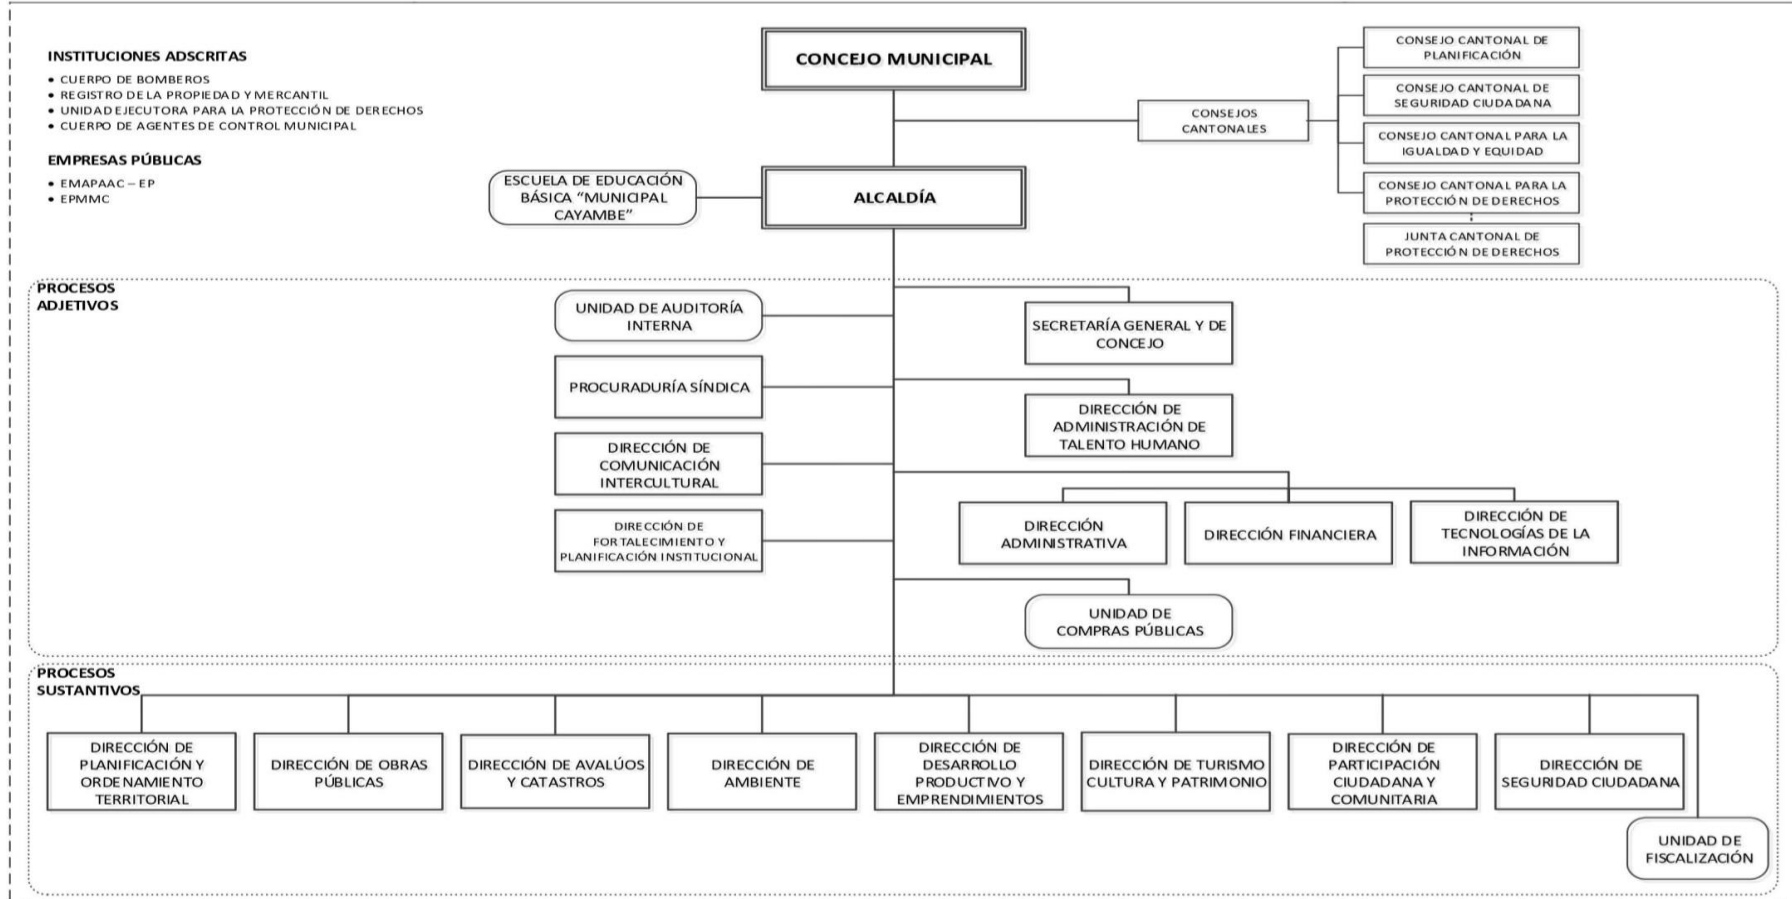 INSTITUCIONES ADSCRITAS
• CUERPO DE BOMBEROS
• REGISTRO DE LA PROPIEDAD Y MERCANTIL
• UNIDAD EJECUTORA PARA LA PROTECCIÓN DE DERECHOS
• CUERPO DE AGENTES DE CONTROL MUNICIPAL
EMPRESAS PÚBLICAS
• EMAPAAC – EP
• EPMMC
CONCEJO MUNICIPAL
CONSEJOS
CANTONALES
CONSEJO CANTONAL DE
PLANIFICACIÓN
CONSEJO CANTONAL DE
SEGURIDAD CIUDADANA
CONSEJO CANTONAL PARA LA
IGUALDAD Y EQUIDAD
CONSEJO CANTONAL PARA LA
PROTECCIÓN DE DERECHOS
JUNTA CANTONAL DE
PROTECCIÓN DE DERECHOS
ESCUELA DE EDUCACIÓN
BÁSICA “MUNICIPAL
CAYAMBE”
ALCALDÍA
PROCESOS
ADJETIVOS
UNIDAD DE AUDITORÍA
INTERNA
SECRETARÍA GENERAL Y DE
CONCEJO
PROCURADURÍA SÍNDICA
DIRECCIÓN DE
ADMINISTRACIÓN DE
TALENTO HUMANO
DIRECCIÓN DE
COMUNICACIÓN
INTERCULTURAL
DIRECCIÓN DE
FORTALECIMIENTO Y
PLANIFICACIÓN INSTITUCIONAL
DIRECCIÓN
ADMINISTRATIVA
DIRECCIÓN FINANCIERA
DIRECCIÓN DE
TECNOLOGÍAS DE LA
INFORMACIÓN
UNIDAD DE
COMPRAS PÚBLICAS
PROCESOS
SUSTANTIVOS
DIRECCIÓN DE
PLANIFICACIÓN Y
ORDENAMIENTO
TERRITORIAL
DIRECCIÓN DE OBRAS
PÚBLICAS
DIRECCIÓN DE AVALÚOS
Y CATASTROS
DIRECCIÓN DE
AMBIENTE
DIRECCIÓN DE
DESARROLLO
PRODUCTIVO Y
EMPRENDIMIENTOS
DIRECCIÓN DE TURISMO
CULTURA Y PATRIMONIO
DIRECCIÓN DE
PARTICIPACIÓN
CIUDADANA Y
COMUNITARIA
DIRECCIÓN DE
SEGURIDAD CIUDADANA
UNIDAD DE
FISCALIZACIÓN